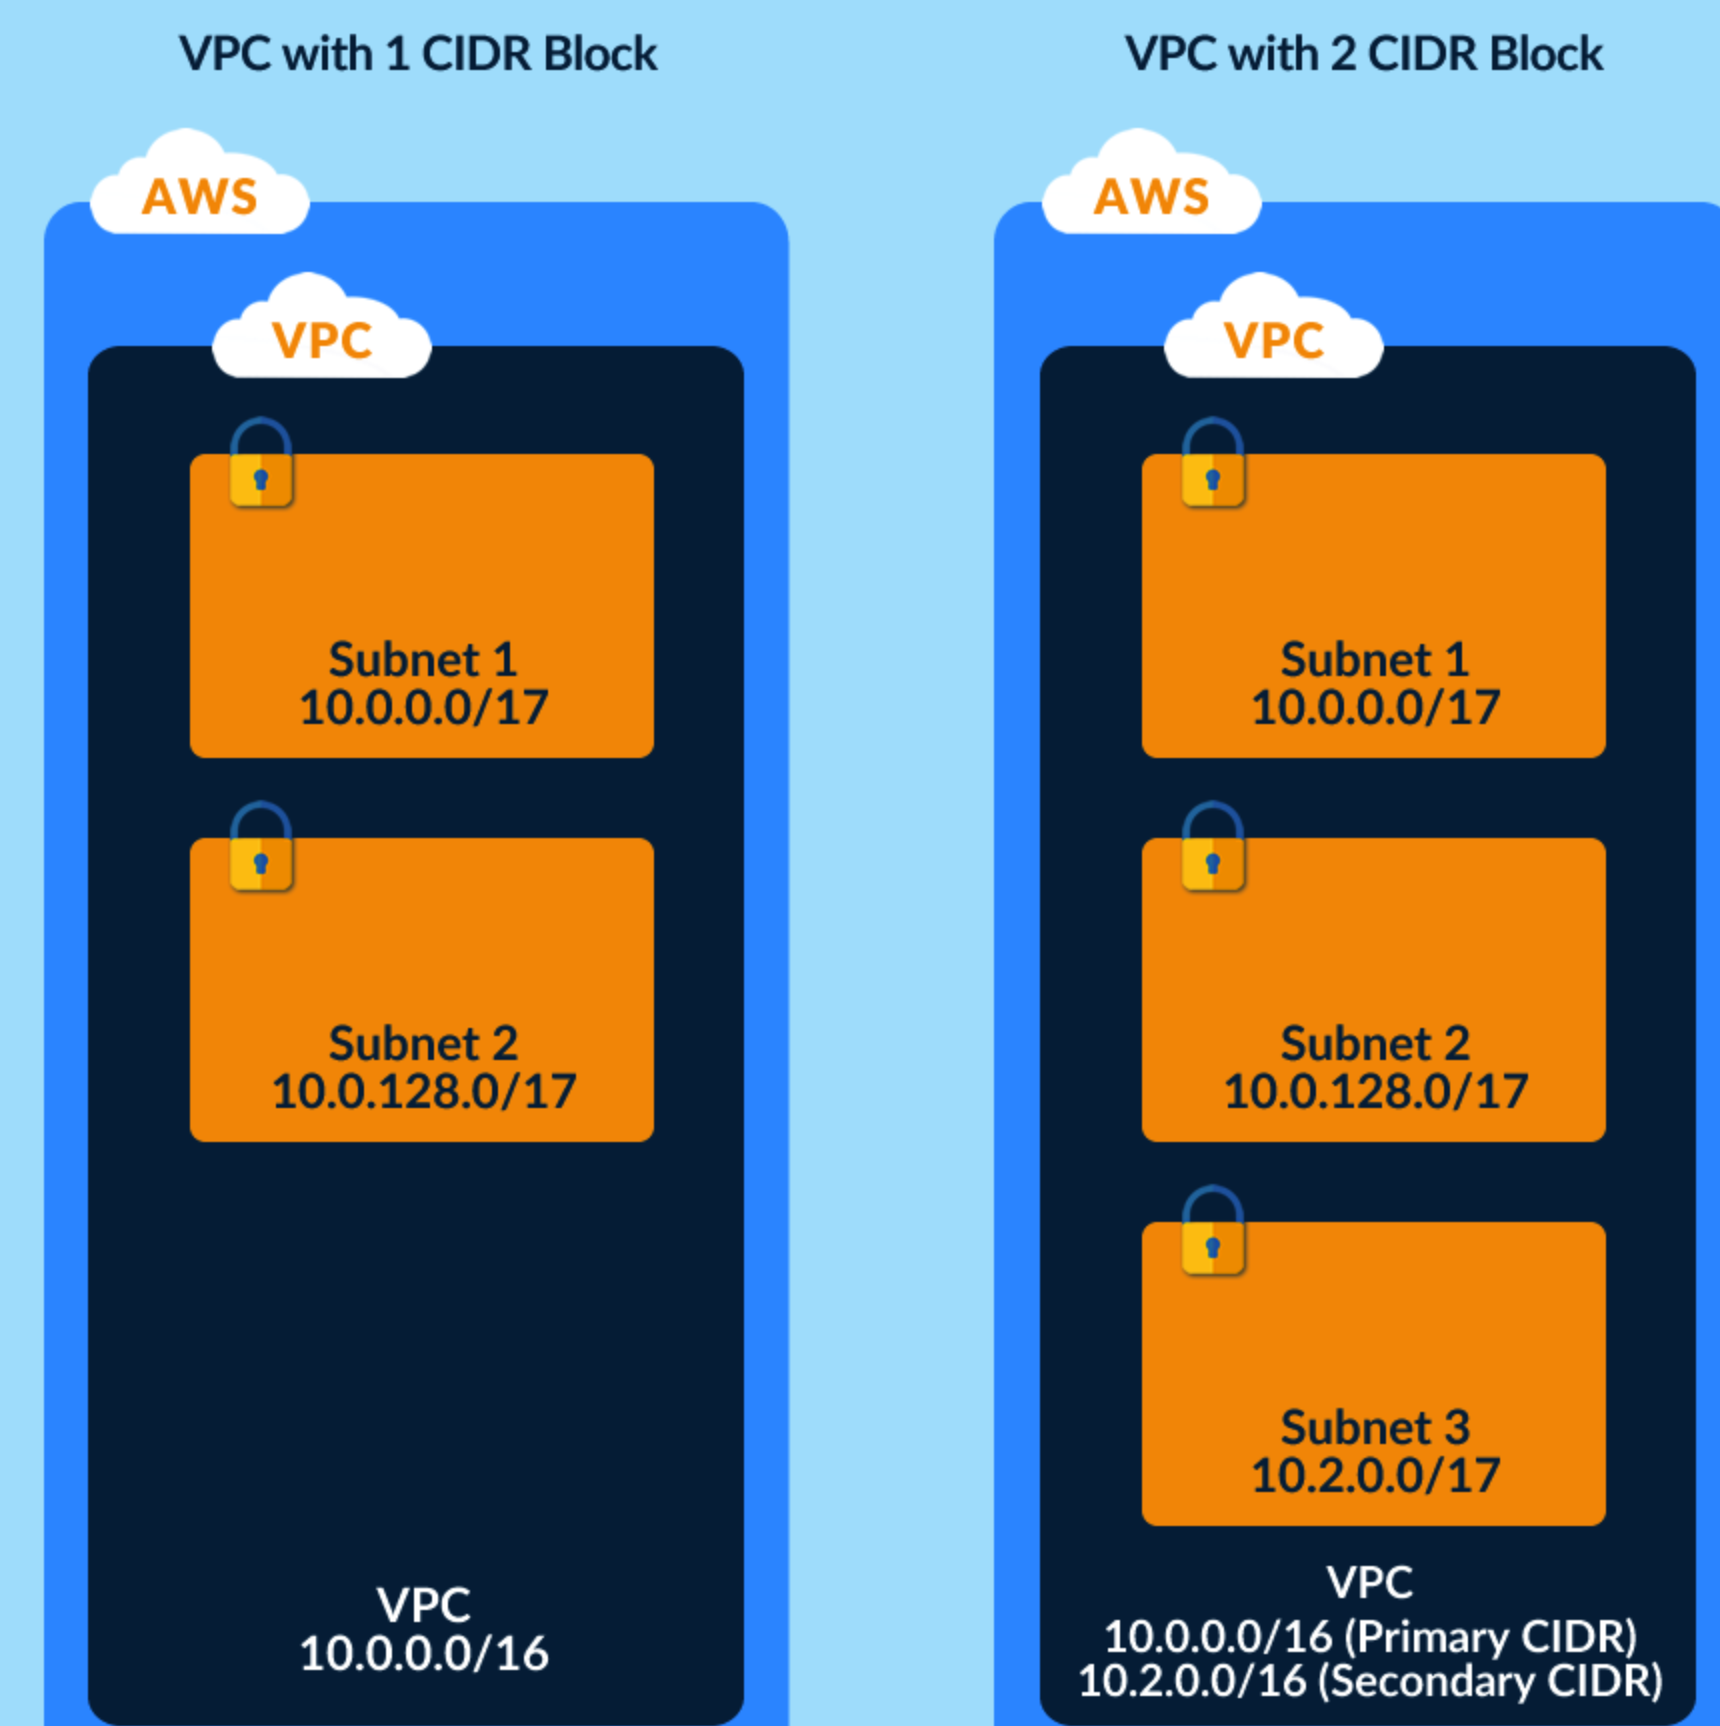 VPC with 1 CIDR Block
AWS
VPC
Subnet 1
10.0.0.0/17
Subnet 2
10.0.128.0/17
VPC
10.0.0.0/16
VPC with 2 CIDR Block
AWS
VPC
Subnet 1
10.0.0.0/17
Subnet 2
10.0.128.0/17
Subnet 3
10.2.0.0/17
VPC
10.0.0.0/16 (Primary CIDR)
10.2.0.0/16 (Secondary CIDR)